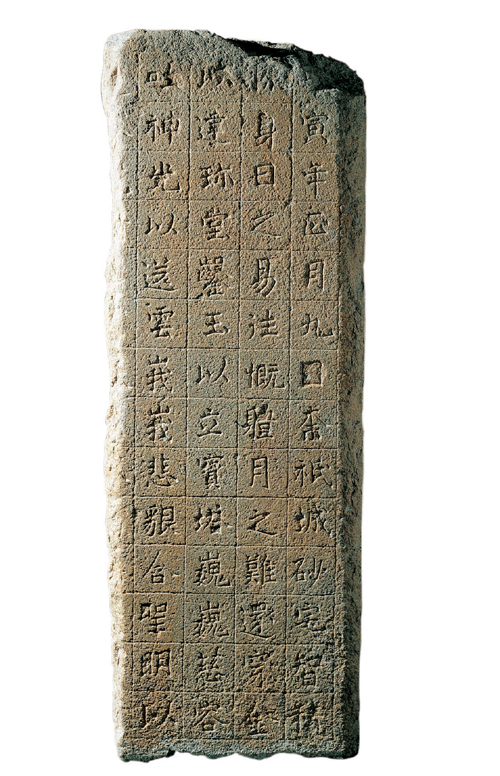 寅年正月九日奈祇城砂宅智積
慷身日之易往慨體月之難還穿金
以建珍堂鑿玉以立寶塔巍巍慈容
吐神光以送雲峩峩悲貌含聖明以